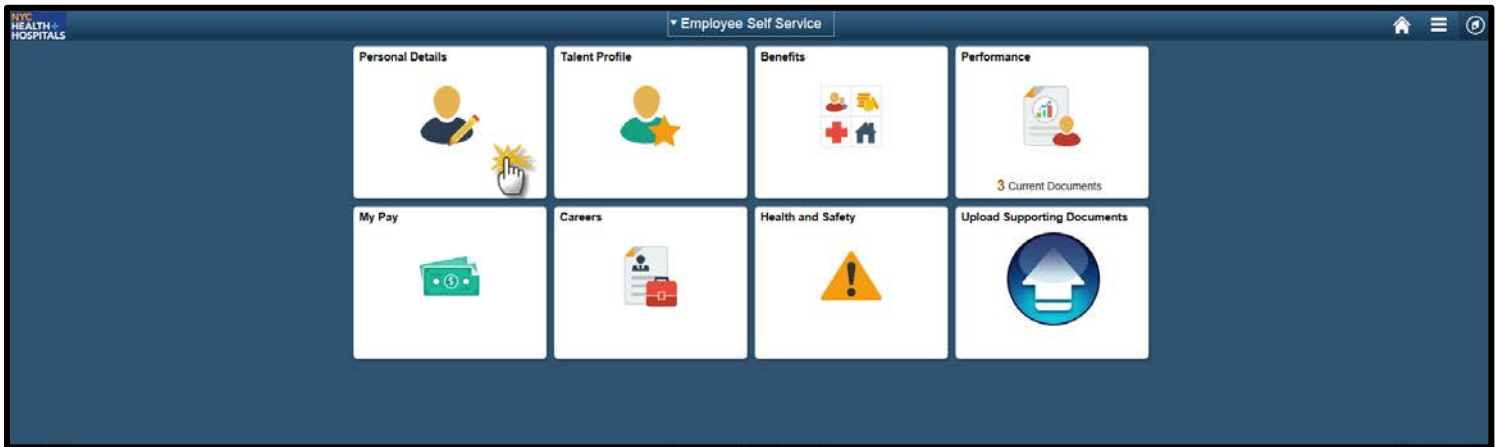 NYC
HEALTH+
HOSPITALS
Employee Self Service
Personal Details
Talent Profile
Benefits
Performance
3 Current Documents
My Pay
Careers
Health and Safety
Upload Supporting Documents